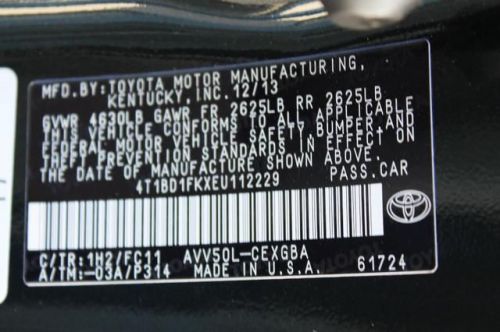 MFD. BY: TOYOTA MOTOR MANUFACTURING,
KENTUCKY, INC. 12/13
GVWR 4630LB GAWR FR 2625LB RR 2625LB
THIS VEHICLE CONFORMS TO ALL APPLICABLE
FEDERAL MOTOR VEHICLE SAFETY, BUMPER, AND
THEFT PREVENTION STANDARDS IN EFFECT ON
THE DATE OF MANUFACTURE SHOWN ABOVE.
4T1BD1FKXEU112229 PASS.CAR
C/TR:1H2/FC11 AVV50L-CEXGBA
A/TM:-03A/P314 MADE IN U.S.A. 61724